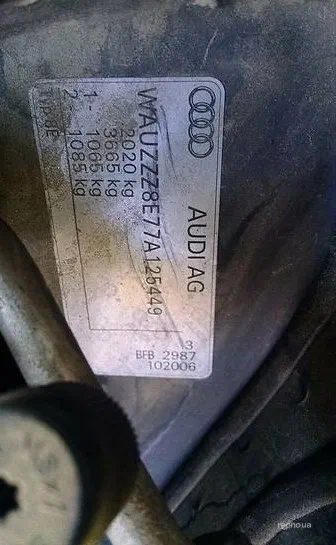 AUDI AG
WAUZZZ8E77A125449
2020 kg
3665 kg
1- 1065 kg
2- 1085 kg
3
BFB 2987
102006